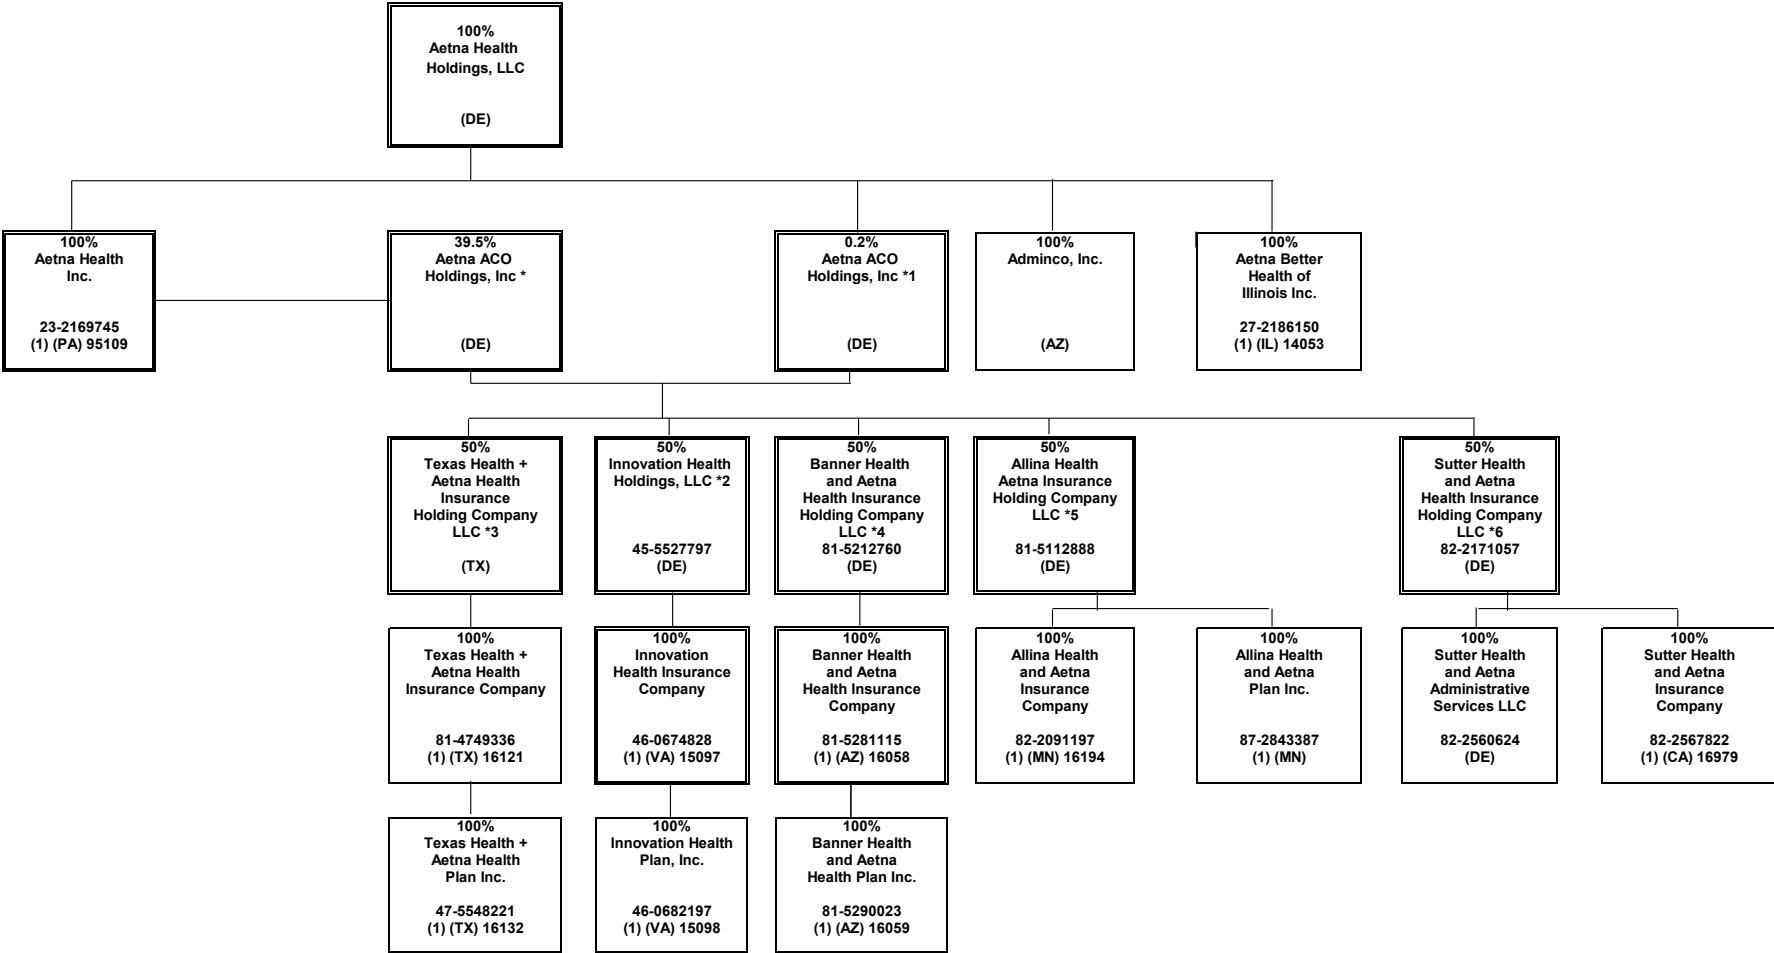 100%
Aetna Health
Holdings, LLC
(DE)
100%
Aetna Health
Inc.
23-2169745
(1) (PA) 95109
39.5%
Aetna ACO
Holdings, Inc *
(DE)
0.2%
Aetna ACO
Holdings, Inc *1
(DE)
100%
Adminco, Inc.
(AZ)
100%
Aetna Better
Health of
Illinois Inc.
27-2186150
(1) (IL) 14053
50%
Texas Health +
Aetna Health
Insurance
Holding Company
LLC *3
(TX)
50%
Innovation Health
Holdings, LLC *2
45-5527797
(DE)
50%
Banner Health
and Aetna
Health Insurance
Holding Company
LLC *4
81-5212760
(DE)
50%
Allina Health
Aetna Insurance
Holding Company
LLC *5
81-5112888
(DE)
50%
Sutter Health
and Aetna
Health Insurance
Holding Company
LLC *6
82-2171057
(DE)
100%
Texas Health +
Aetna Health
Insurance Company
81-4749336
(1) (TX) 16121
100%
Innovation
Health Insurance
Company
46-0674828
(1) (VA) 15097
100%
Banner Health
and Aetna
Health Insurance
Company
81-5281115
(1) (AZ) 16058
100%
Allina Health
and Aetna
Insurance
Company
82-2091197
(1) (MN) 16194
100%
Allina Health
and Aetna
Plan Inc.
87-2843387
(1) (MN)
100%
Sutter Health
and Aetna
Administrative
Services LLC
82-2560624
(DE)
100%
Sutter Health
and Aetna
Insurance
Company
82-2567822
(1) (CA) 16979
100%
Texas Health +
Aetna Health
Plan Inc.
47-5548221
(1) (TX) 16132
100%
Innovation Health
Plan, Inc.
46-0682197
(1) (VA) 15098
100%
Banner Health
and Aetna
Health Plan Inc.
81-5290023
(1) (AZ) 16059